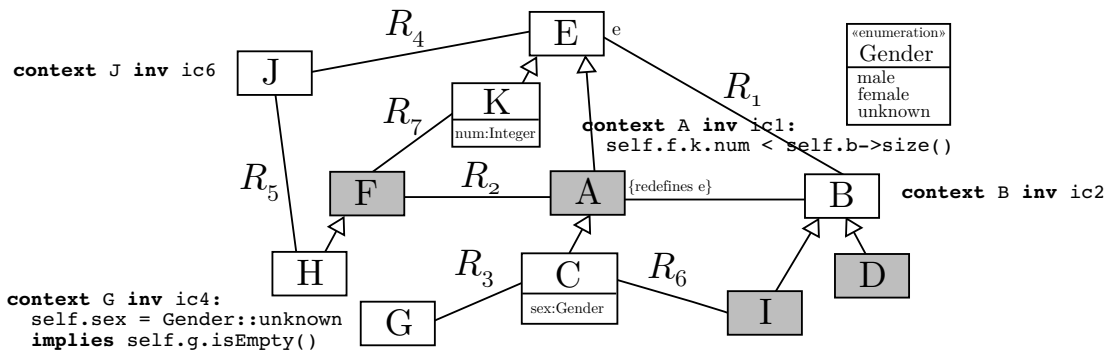 R4
E
e
«enumeration»
Gender
male
female
unknown
context J inv ic6
J
K
num:Integer
R7
R1
context A inv ic1:
self.f.k.num < self.b->size()
R5
F
R2
A
{redefines e}
B
context B inv ic2
H
R3
C
sex:Gender
R6
I
D
context G inv ic4:
self.sex = Gender::unknown
implies self.g.isEmpty()
G